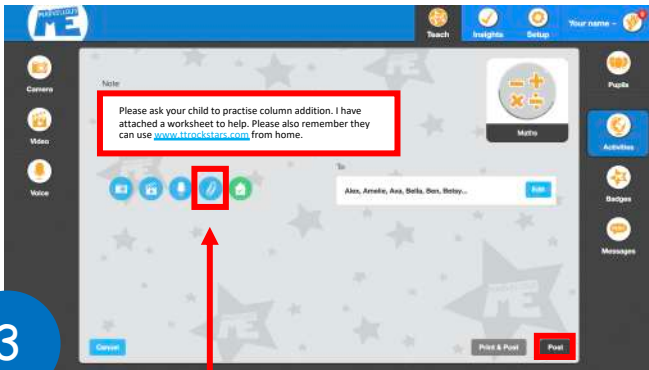 ME
Teach
Insights
Setup
Your name -
Camera
Video
Voice
Note
Please ask your child to practise column addition. I have
attached a worksheet to help. Please also remember they
can use www.ttrockstars.com from home.
Maths
To
Alex, Amelie, Ava, Bella, Ben, Betsy...
Add
Pupils
Activities
Badges
Messages
3
Cancel
Print & Post
Post